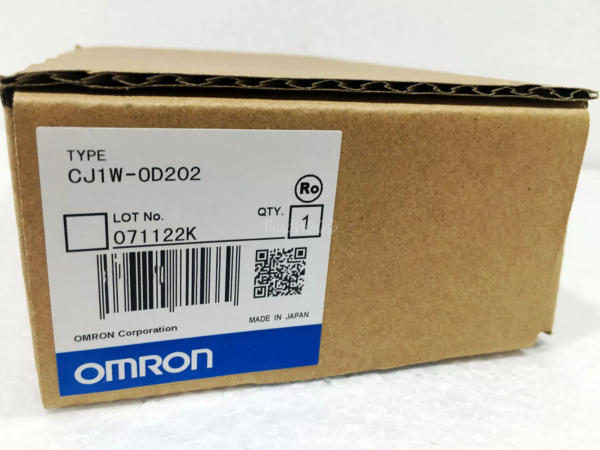 TYPE
CJ1W-OD202
Ro
LOT No.
QTY.
071122K
1
MADE IN JAPAN
OMRON Corporation
OMRON